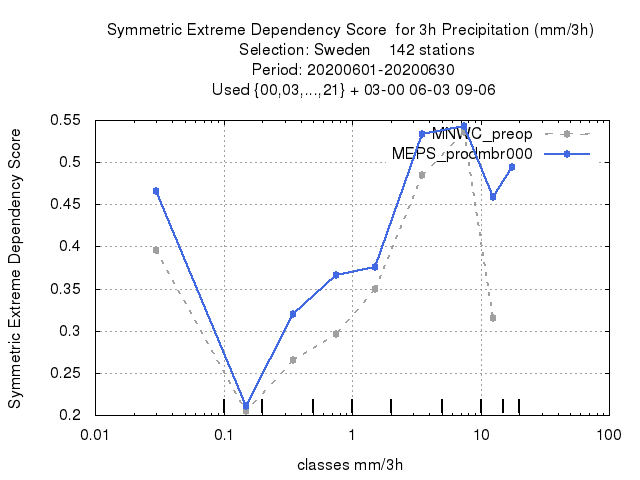 Symmetric Extreme Dependency Score  for 3h Precipitation (mm/3h)
Selection: Sweden    142 stations
Period: 20200601-20200630
Used {00,03,...,21} + 03-00 06-03 09-06
Symmetric Extreme Dependency Score
0.55
0.5
0.45
0.4
0.35
0.3
0.25
0.2
MNWC_preop
MEPS_prodmbr000
0.01 0.1 1 10 100
classes mm/3h